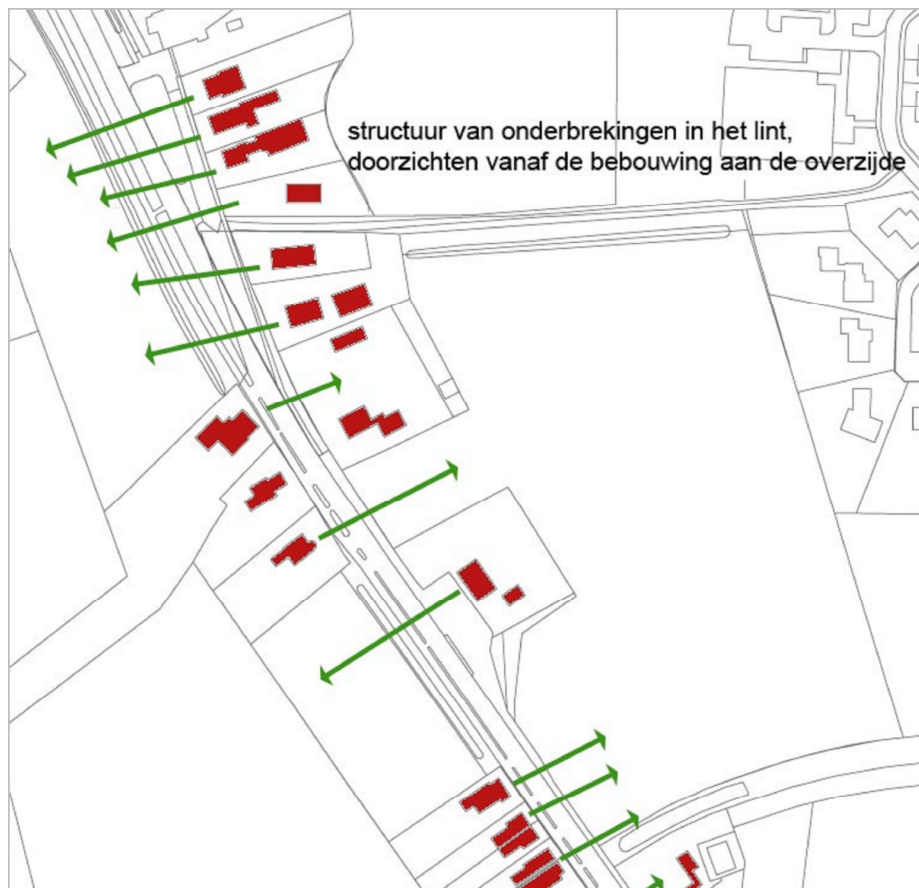 structuur van onderbrekingen in het lint,
doorzichten vanaf de bebouwing aan de overzijde